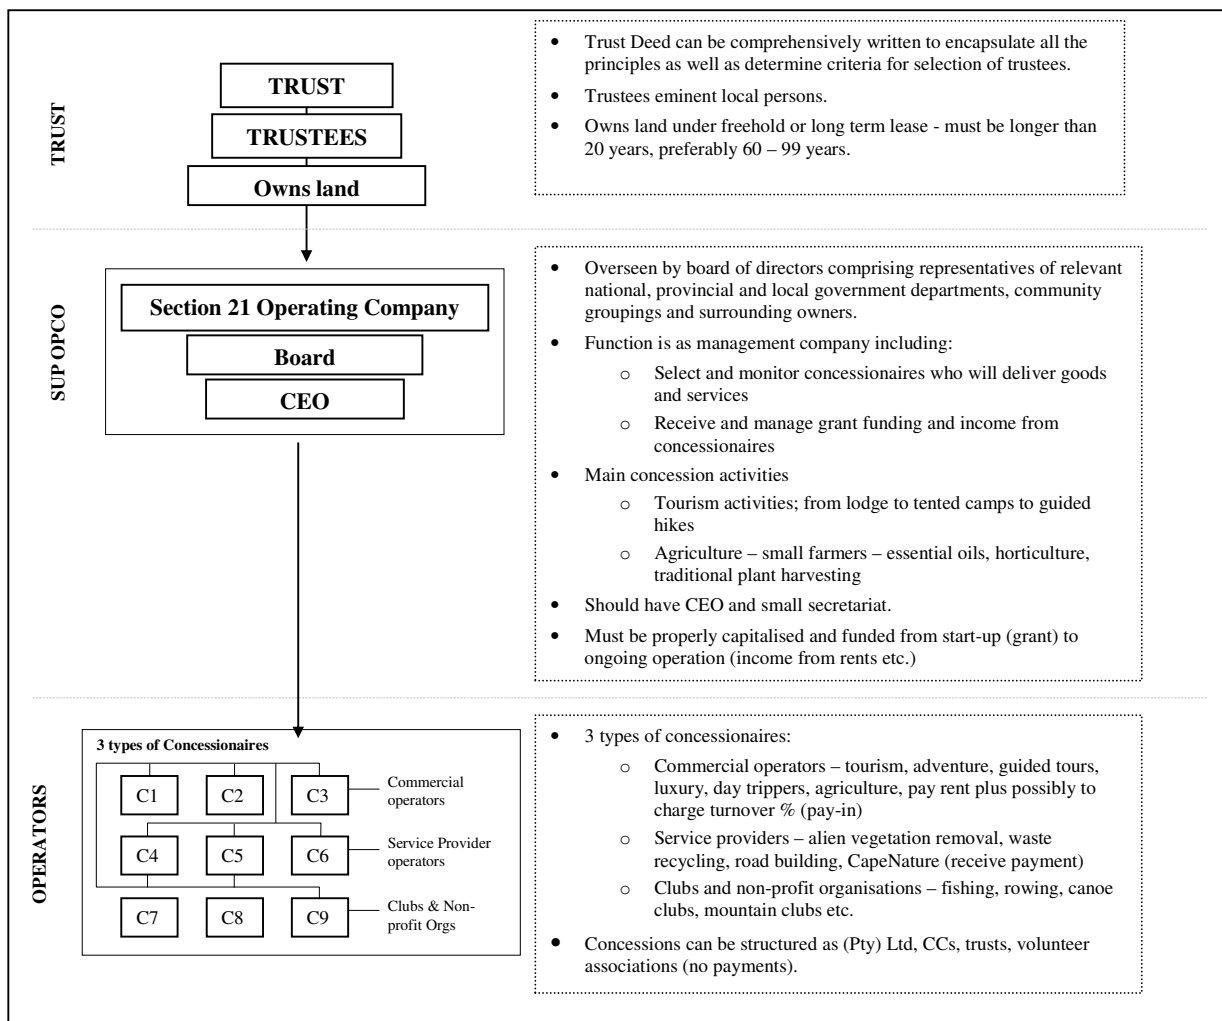 TRUST
TRUST
TRUSTEES
Owns land
• Trust Deed can be comprehensively written to encapsulate all the
principles as well as determine criteria for selection of trustees.
• Trustees eminent local persons.
• Owns land under freehold or long term lease - must be longer than
20 years, preferably 60 – 99 years.
SUP OPCO
Section 21 Operating Company
Board
CEO
• Overseen by board of directors comprising representatives of relevant
national, provincial and local government departments, community
groupings and surrounding owners.
• Function is as management company including:
o Select and monitor concessionaires who will deliver goods
and services
o Receive and manage grant funding and income from
concessionaires
• Main concession activities
o Tourism activities; from lodge to tented camps to guided
hikes
o Agriculture – small farmers – essential oils, horticulture,
traditional plant harvesting
• Should have CEO and small secretariat.
• Must be properly capitalised and funded from start-up (grant) to
ongoing operation (income from rents etc.)
OPERATORS
3 types of Concessionaires
C1 C2 C3
Commercial
operators
C4 C5 C6
Service Provider
operators
C7 C8 C9
Clubs & Non-
profit Orgs
• 3 types of concessionaires:
o Commercial operators – tourism, adventure, guided tours,
luxury, day trippers, agriculture, pay rent plus possibly to
charge turnover % (pay-in)
o Service providers – alien vegetation removal, waste
recycling, road building, CapeNature (receive payment)
o Clubs and non-profit organisations – fishing, rowing, canoe
clubs, mountain clubs etc.
• Concessions can be structured as (Pty) Ltd, CCs, trusts, volunteer
associations (no payments).